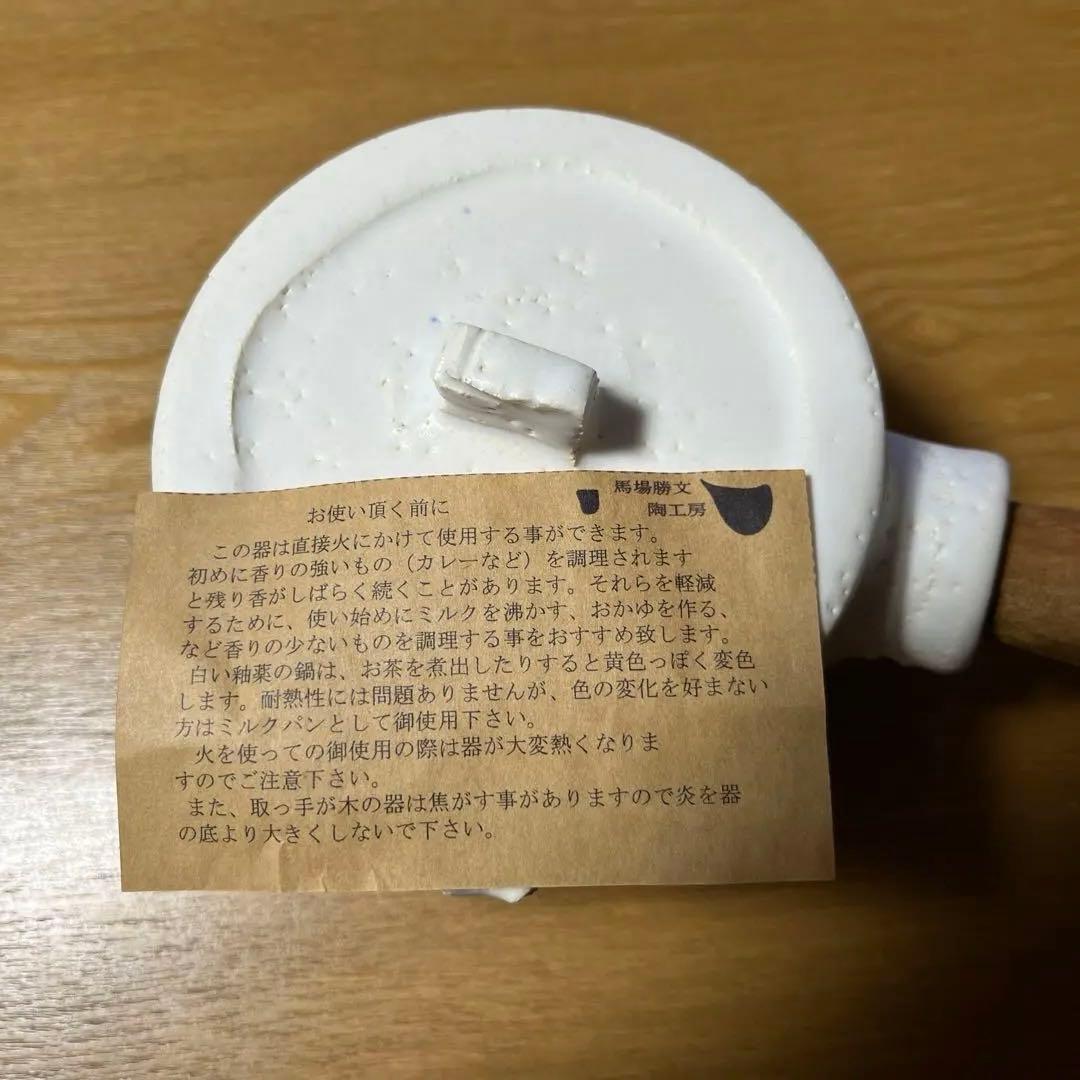 馬場勝文
陶工房
お使い頂く前に
この器は直接火にかけて使用する事ができます。
初めに香りの強いもの（カレーなど）を調理されます
と残り香がしばらく続くことがあります。それらを軽減
するために、使い始めにミルクを沸かす、おかゆを作る、
など香りの少ないものを調理する事をおすすめ致します。
白い釉薬の鍋は、お茶を煮出したりすると黄色っぽく変色
します。耐熱性には問題ありませんが、色の変化を好まない
方はミルクパンとして御使用下さい。
火を使っての御使用の際は器が大変熱くなりま
すのでご注意下さい。
また、取っ手が木の器は焦がす事がありますので炎を器
の底より大きくしないで下さい。